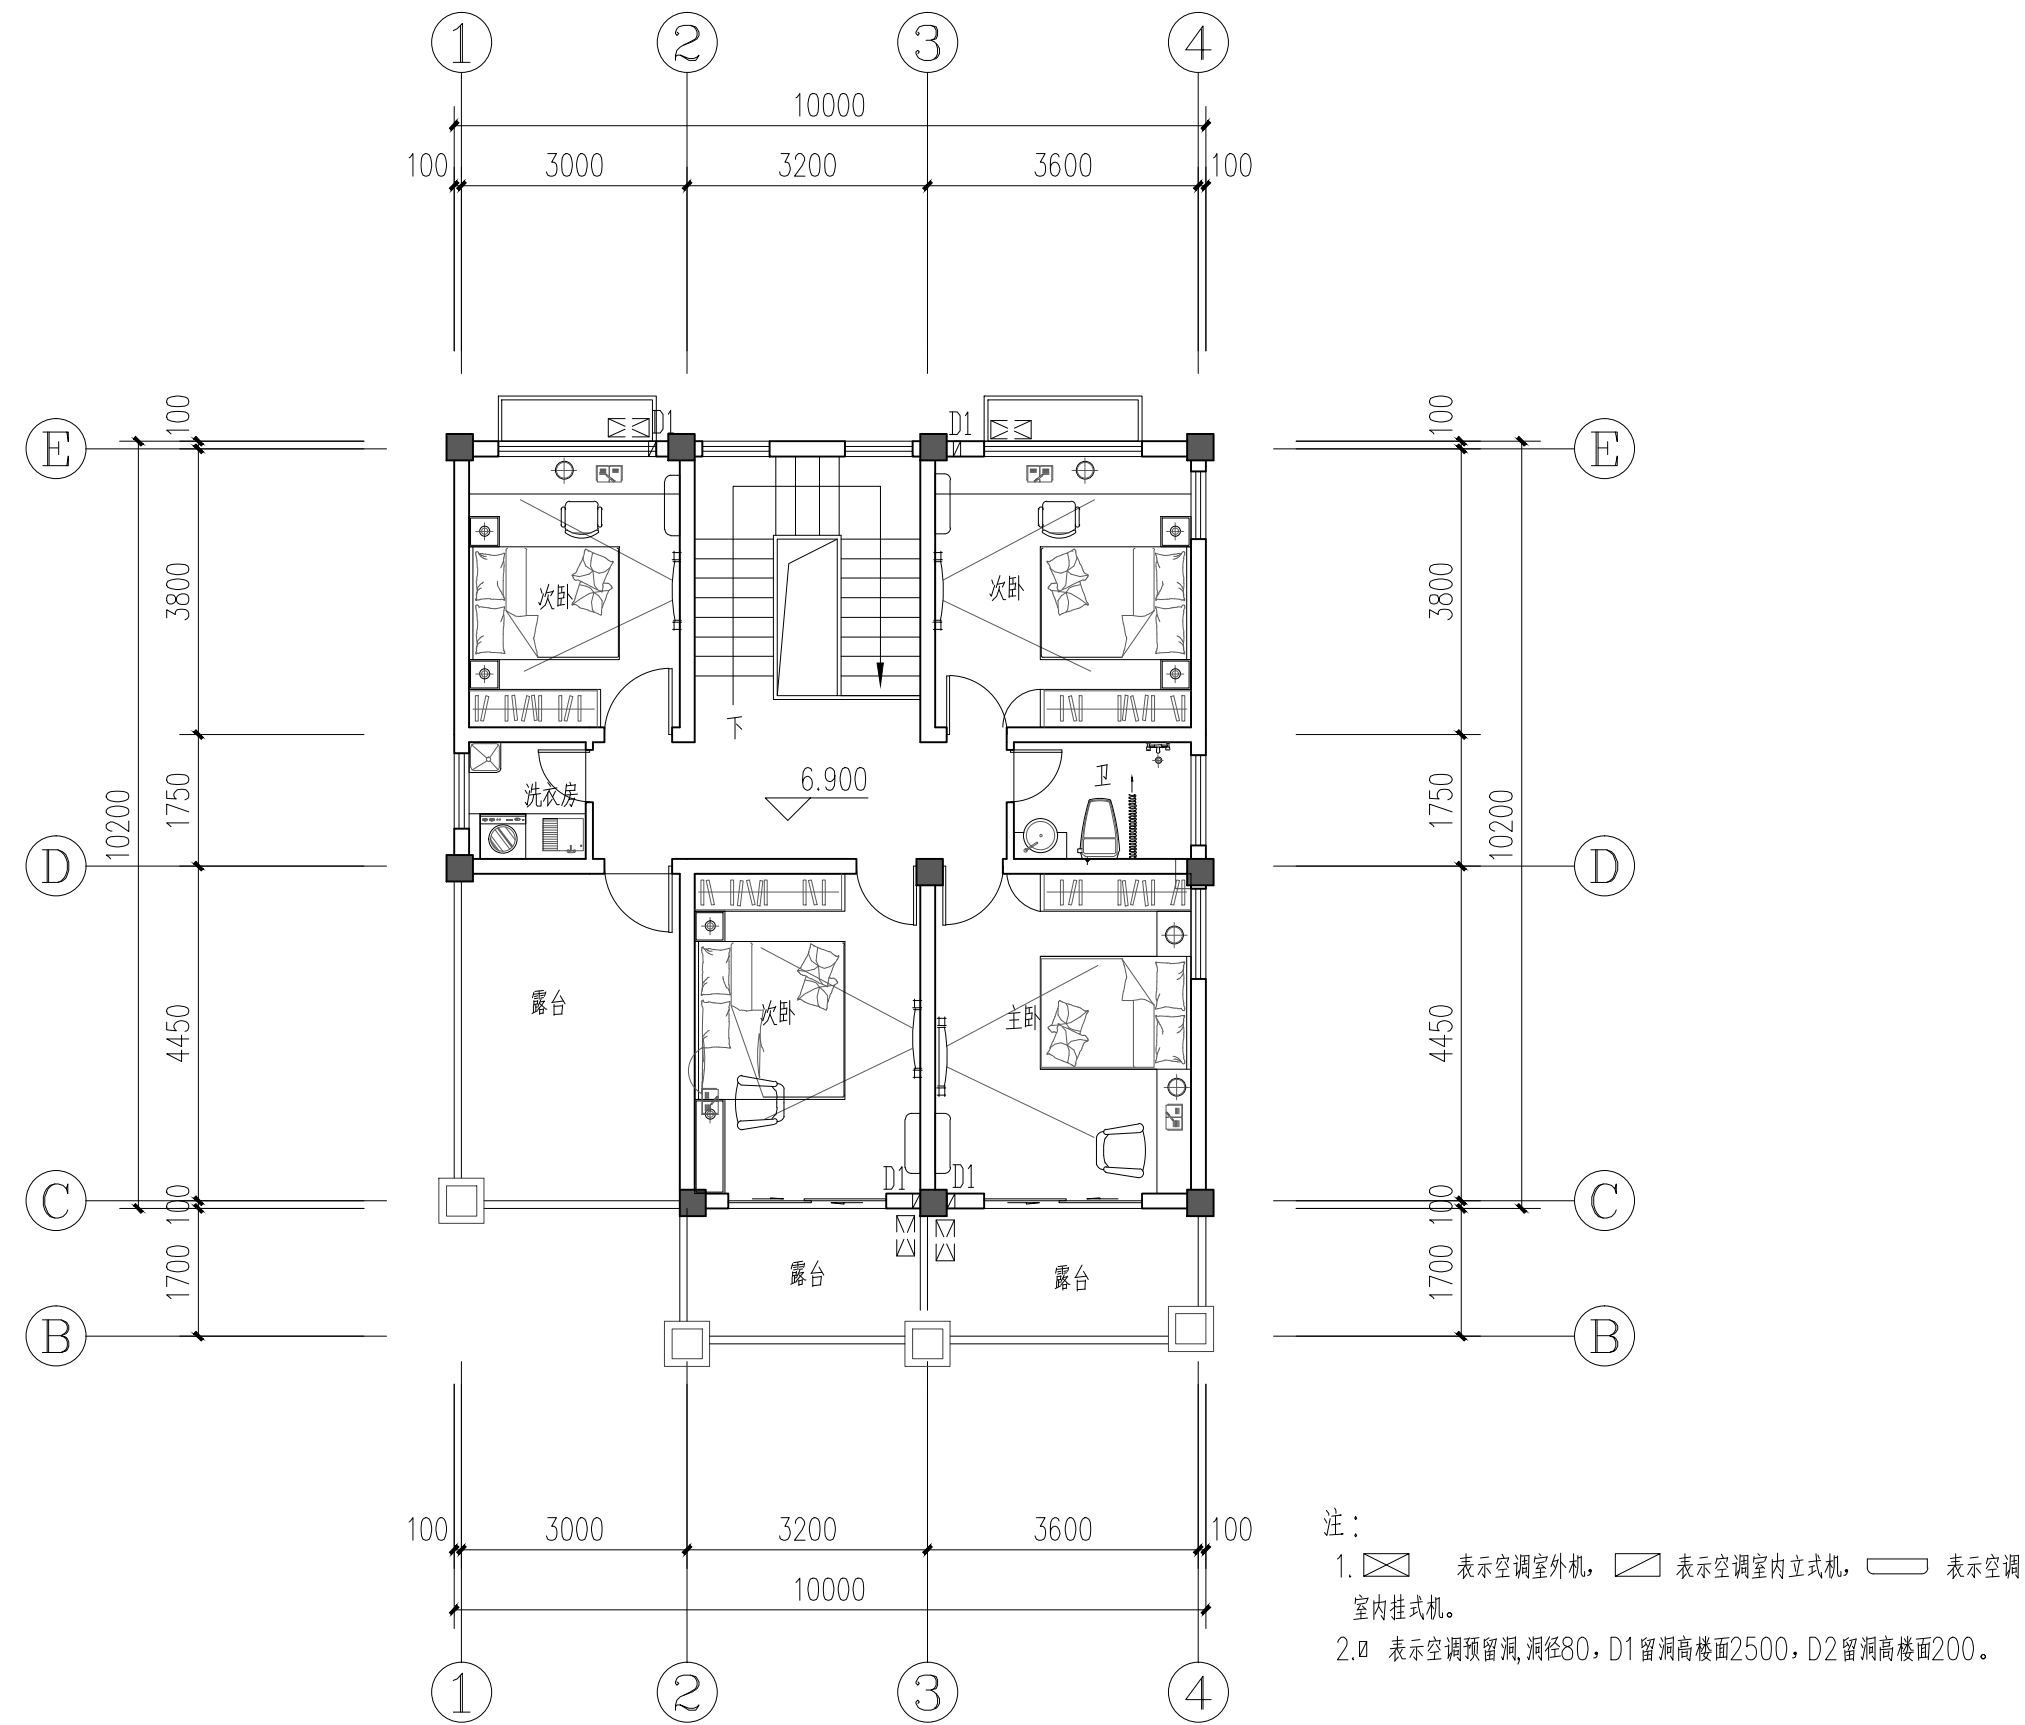 1 2 3 4
10000
100 3000 3200 3600 100
100 100
D1 D1
E E
3800 3800
次卧 次卧
下
卫
6.900
洗衣房
1750 1750
10200 10200
D D
露台 次卧 主卧
4450 4450
D1 D1
C C
100 100
露台 露台
1700 1700
B B
100 3000 3200 3600 100
10000
1 2 3 4
注：
1. 表示空调室外机， 表示空调室内立式机， 表示空调
室内挂式机。
2. 表示空调预留洞,洞径80，D1留洞高楼面2500，D2留洞高楼面200。